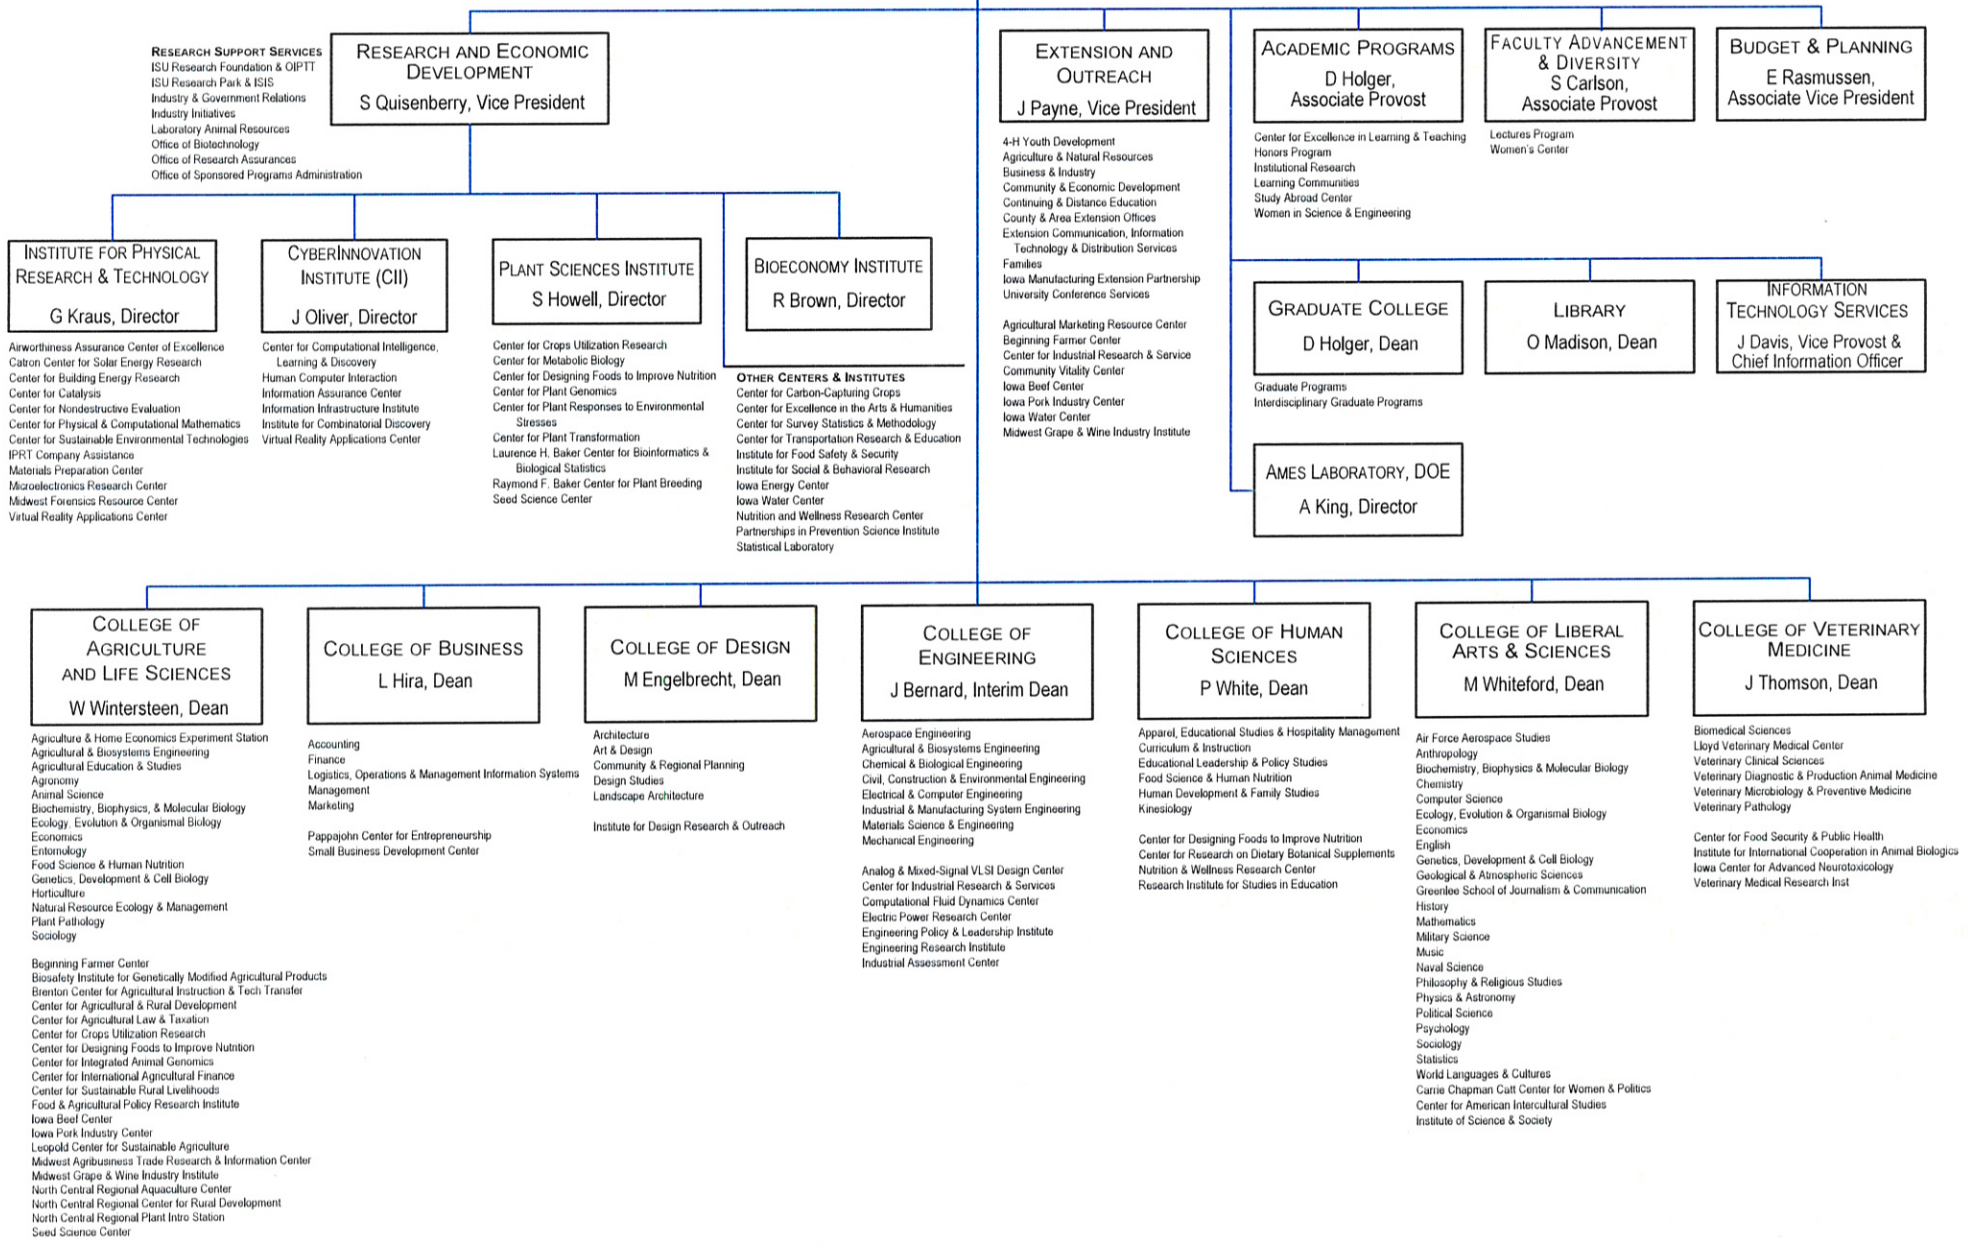 RESEARCH SUPPORT SERVICES
ISU Research Foundation & OIPTT
ISU Research Park & ISIS
Industry & Government Relations
Industry Initiatives
Laboratory Animal Resources
Office of Biotechnology
Office of Research Assurances
Office of Sponsored Programs Administration
RESEARCH AND ECONOMIC
DEVELOPMENT
S Quisenberry, Vice President
EXTENSION AND
OUTREACH
J Payne, Vice President
4-H Youth Development
Agriculture & Natural Resources
Business & Industry
Community & Economic Development
Continuing & Distance Education
County & Area Extension Offices
Extension Communication, Information
Technology & Distribution Services
Families
Iowa Manufacturing Extension Partnership
University Conference Services
Agricultural Marketing Resource Center
Beginning Farmer Center
Center for Industrial Research & Service
Community Vitality Center
Iowa Beef Center
Iowa Pork Industry Center
Iowa Water Center
Midwest Grape & Wine Industry Institute
ACADEMIC PROGRAMS
D Holger,
Associate Provost
Center for Excellence in Learning & Teaching
Honors Program
Institutional Research
Learning Communities
Study Abroad Center
Women in Science & Engineering
FACULTY ADVANCEMENT
& DIVERSITY
S Carlson,
Associate Provost
Lectures Program
Women's Center
BUDGET & PLANNING
E Rasmussen,
Associate Vice President
INSTITUTE FOR PHYSICAL
RESEARCH & TECHNOLOGY
G Kraus, Director
Airworthiness Assurance Center of Excellence
Catron Center for Solar Energy Research
Center for Building Energy Research
Center for Catalysis
Center for Nondestructive Evaluation
Center for Physical & Computational Mathematics
Center for Sustainable Environmental Technologies
IPRT Company Assistance
Materials Preparation Center
Microelectronics Research Center
Midwest Forensics Resource Center
Virtual Reality Applications Center
CYBERINNOVATION
INSTITUTE (CII)
J Oliver, Director
Center for Computational Intelligence,
Learning & Discovery
Human Computer Interaction
Information Assurance Center
Information Infrastructure Institute
Institute for Combinatorial Discovery
Virtual Reality Applications Center
PLANT SCIENCES INSTITUTE
S Howell, Director
Center for Crops Utilization Research
Center for Metabolic Biology
Center for Designing Foods to Improve Nutrition
Center for Plant Genomics
Center for Plant Responses to Environmental
Stresses
Center for Plant Transformation
Laurence H. Baker Center for Bioinformatics &
Biological Statistics
Raymond F. Baker Center for Plant Breeding
Seed Science Center
BIOECONOMY INSTITUTE
R Brown, Director
OTHER CENTERS & INSTITUTES
Center for Carbon-Capturing Crops
Center for Excellence in the Arts & Humanities
Center for Survey Statistics & Methodology
Center for Transportation Research & Education
Institute for Food Safety & Security
Institute for Social & Behavioral Research
Iowa Energy Center
Iowa Water Center
Nutrition and Wellness Research Center
Partnerships in Prevention Science Institute
Statistical Laboratory
GRADUATE COLLEGE
D Holger, Dean
Graduate Programs
Interdisciplinary Graduate Programs
LIBRARY
O Madison, Dean
INFORMATION
TECHNOLOGY SERVICES
J Davis, Vice Provost &
Chief Information Officer
AMES LABORATORY, DOE
A King, Director
COLLEGE OF
AGRICULTURE
AND LIFE SCIENCES
W Wintersteen, Dean
Agriculture & Home Economics Experiment Station
Agricultural & Biosystems Engineering
Agricultural Education & Studies
Agronomy
Animal Science
Biochemistry, Biophysics, & Molecular Biology
Ecology, Evolution & Organismal Biology
Economics
Entomology
Food Science & Human Nutrition
Genetics, Development & Cell Biology
Horticulture
Natural Resource Ecology & Management
Plant Pathology
Sociology
Beginning Farmer Center
Biosafety Institute for Genetically Modified Agricultural Products
Brenton Center for Agricultural Instruction & Tech Transfer
Center for Agricultural & Rural Development
Center for Agricultural Law & Taxation
Center for Crops Utilization Research
Center for Designing Foods to Improve Nutrition
Center for Integrated Animal Genomics
Center for International Agricultural Finance
Center for Sustainable Rural Livelihoods
Food & Agricultural Policy Research Institute
Iowa Beef Center
Iowa Pork Industry Center
Leopold Center for Sustainable Agriculture
Midwest Agribusiness Trade Research & Information Center
Midwest Grape & Wine Industry Institute
North Central Regional Aquaculture Center
North Central Regional Center for Rural Development
North Central Regional Plant Intro Station
Seed Science Center
COLLEGE OF BUSINESS
L Hira, Dean
Accounting
Finance
Logistics, Operations & Management Information Systems
Management
Marketing
Pappajohn Center for Entrepreneurship
Small Business Development Center
COLLEGE OF DESIGN
M Engelbrecht, Dean
Architecture
Art & Design
Community & Regional Planning
Design Studies
Landscape Architecture
Institute for Design Research & Outreach
COLLEGE OF
ENGINEERING
J Bernard, Interim Dean
Aerospace Engineering
Agricultural & Biosystems Engineering
Chemical & Biological Engineering
Civil, Construction & Environmental Engineering
Electrical & Computer Engineering
Industrial & Manufacturing System Engineering
Materials Science & Engineering
Mechanical Engineering
Analog & Mixed-Signal VLSI Design Center
Center for Industrial Research & Services
Computational Fluid Dynamics Center
Electric Power Research Center
Engineering Policy & Leadership Institute
Engineering Research Institute
Industrial Assessment Center
COLLEGE OF HUMAN
SCIENCES
P White, Dean
Apparel, Educational Studies & Hospitality Management
Curriculum & Instruction
Educational Leadership & Policy Studies
Food Science & Human Nutrition
Human Development & Family Studies
Kinesiology
Center for Designing Foods to Improve Nutrition
Center for Research on Dietary Botanical Supplements
Nutrition & Wellness Research Center
Research Institute for Studies in Education
COLLEGE OF LIBERAL
ARTS & SCIENCES
M Whiteford, Dean
Air Force Aerospace Studies
Anthropology
Biochemistry, Biophysics & Molecular Biology
Chemistry
Computer Science
Ecology, Evolution & Organismal Biology
Economics
English
Genetics, Development & Cell Biology
Geological & Atmospheric Sciences
Greenlee School of Journalism & Communication
History
Mathematics
Military Science
Music
Naval Science
Philosophy & Religious Studies
Physics & Astronomy
Political Science
Psychology
Sociology
Statistics
World Languages & Cultures
Carrie Chapman Catt Center for Women & Politics
Center for American Intercultural Studies
Institute of Science & Society
COLLEGE OF VETERINARY
MEDICINE
J Thomson, Dean
Biomedical Sciences
Lloyd Veterinary Medical Center
Veterinary Clinical Sciences
Veterinary Diagnostic & Production Animal Medicine
Veterinary Microbiology & Preventive Medicine
Veterinary Pathology
Center for Food Security & Public Health
Institute for International Cooperation in Animal Biologics
Iowa Center for Advanced Neurotoxicology
Veterinary Medical Research Inst